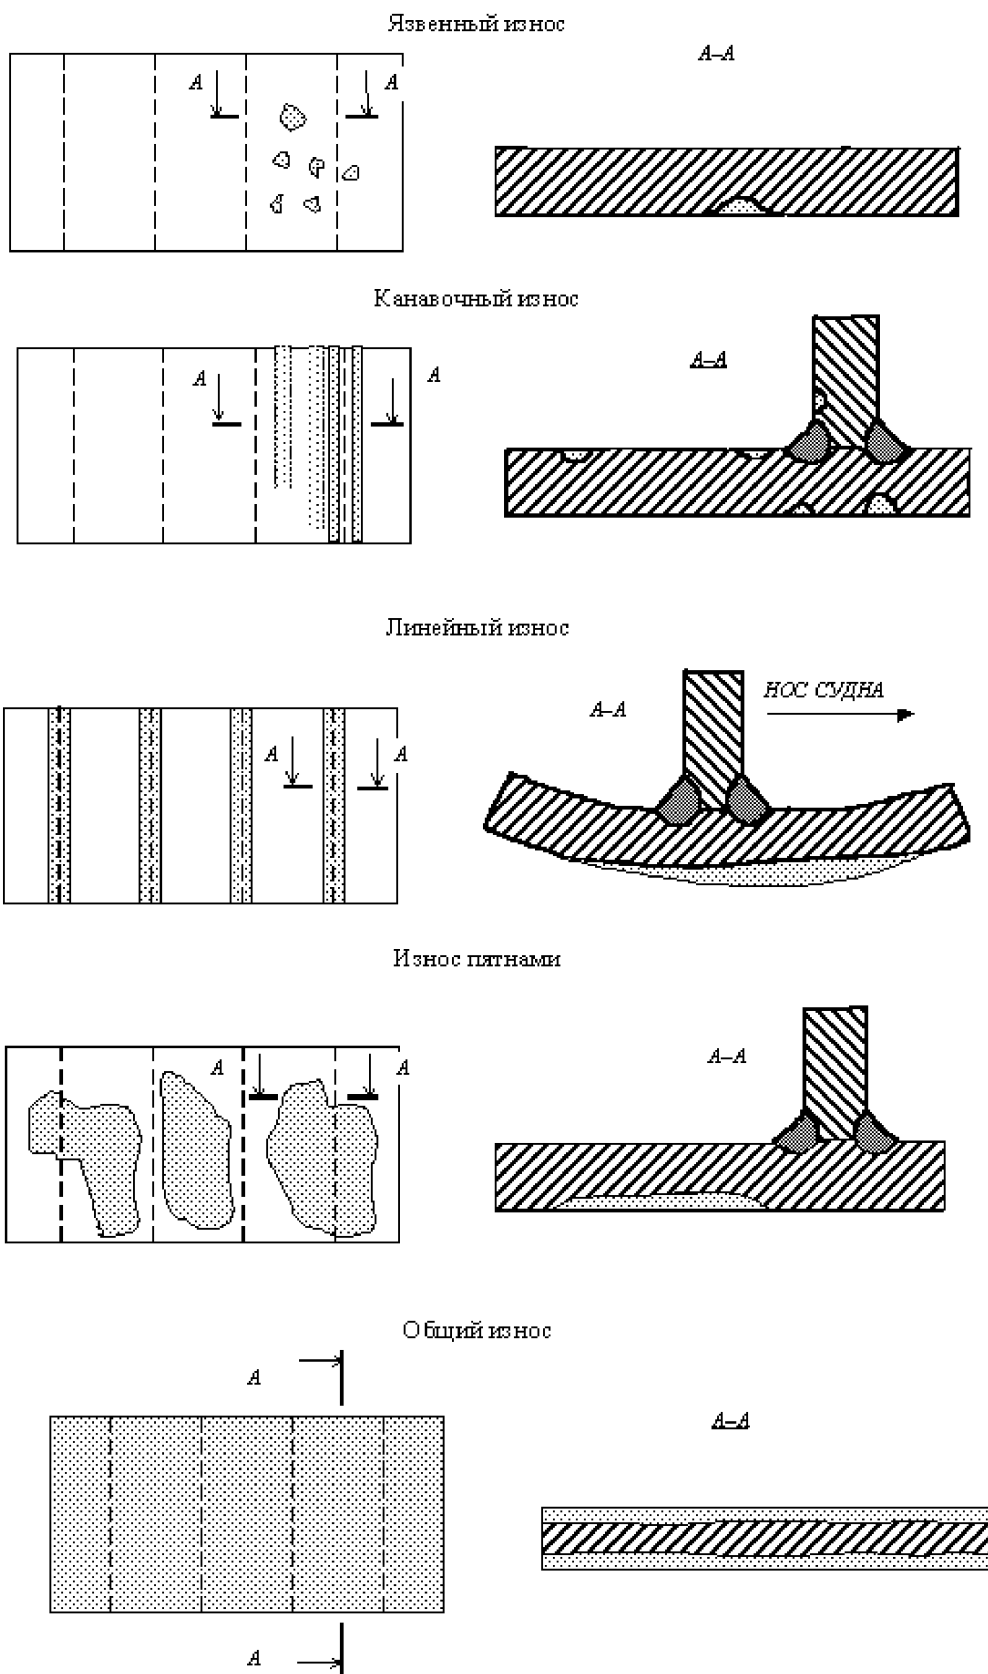 Язвенный износ
А–А
А А
Канавочный износ
А–А
А А
Линейный износ
А–А НОС СУДНА
А А
Износ пятнами
А–А
А А
Общий износ
А
А–А
А